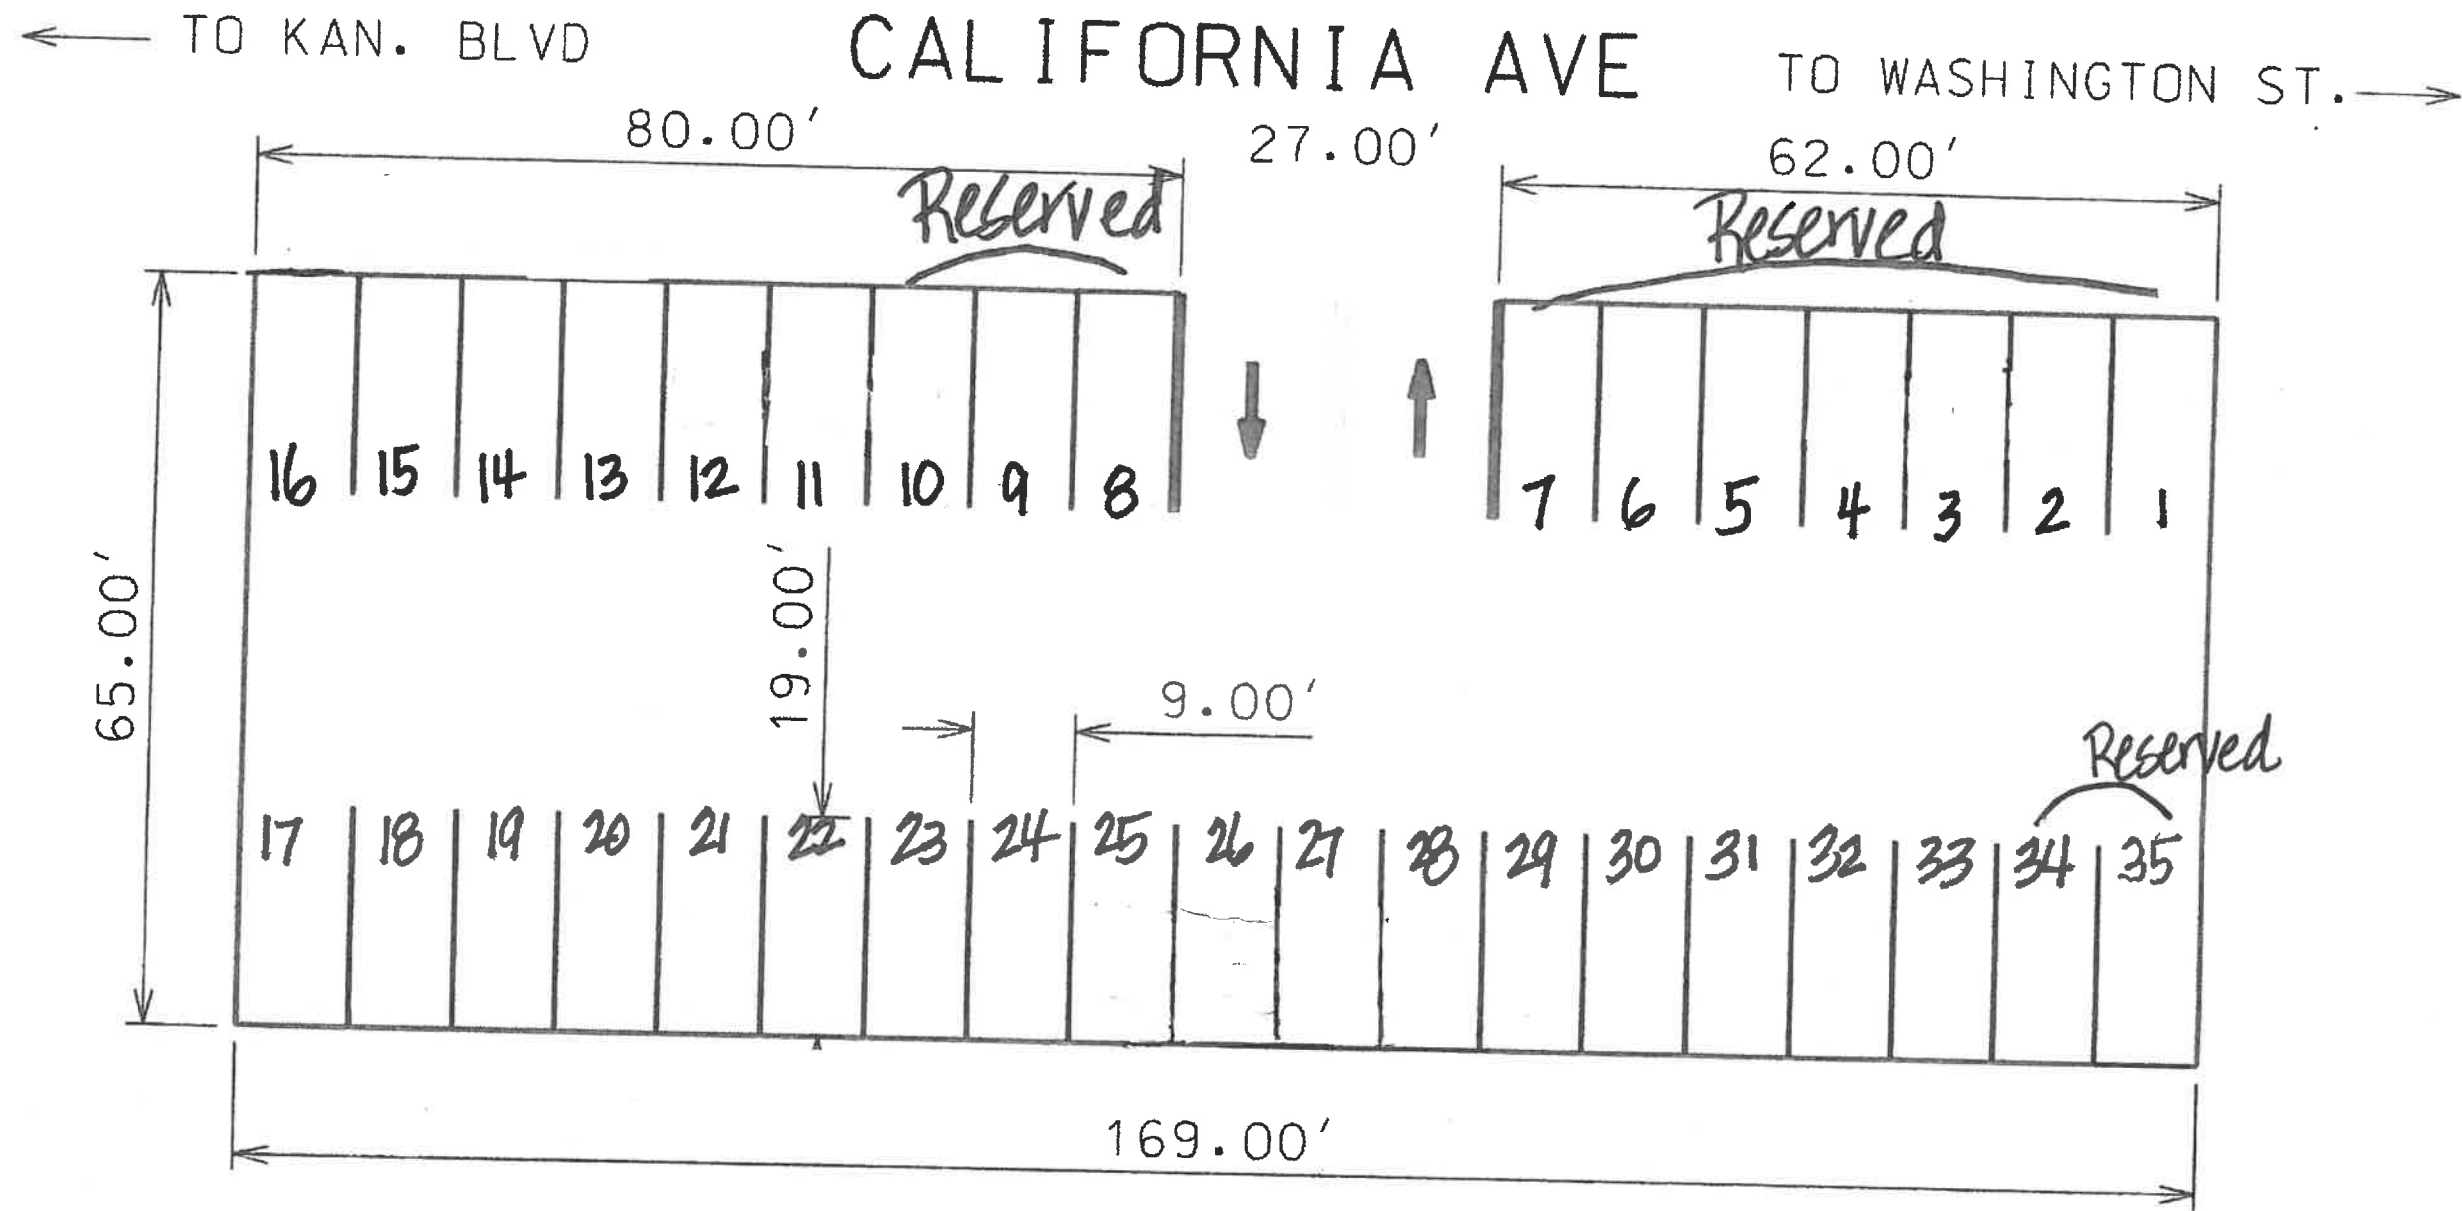 TO KAN. BLVD CALIFORNIA AVE TO WASHINGTON ST.
80.00' 27.00' 62.00'
Reserved Reserved
16 15 14 13 12 11 10 9 8 7 6 5 4 3 2 1
65.00'
19.00'
9.00'
Reserved
17 18 19 20 21 22 23 24 25 26 27 28 29 30 31 32 33 34 35
169.00'